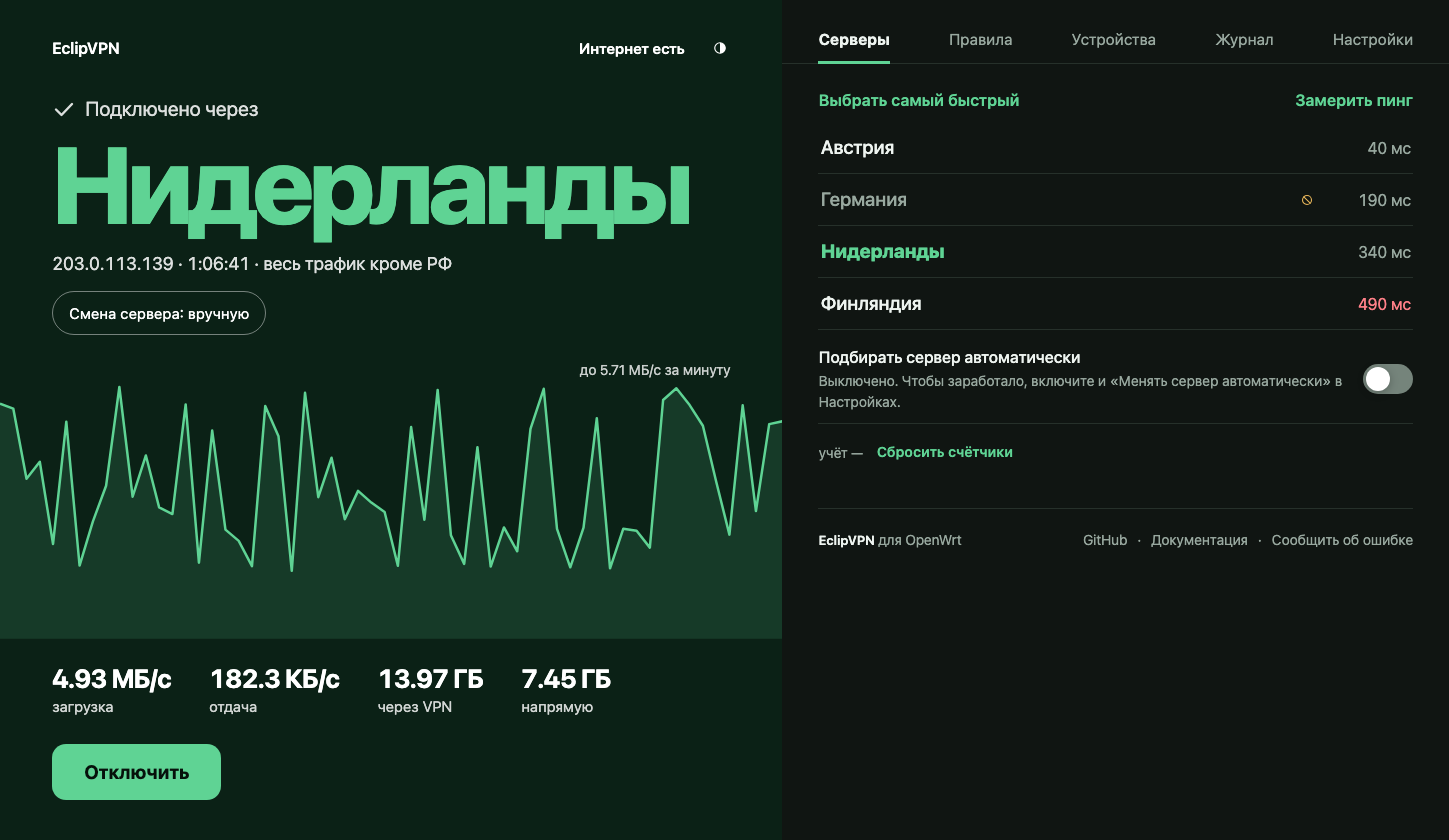 EclipVPN
Интернет есть
Подключено через
Нидерланды
203.0.113.139 · 1:06:41 · весь трафик кроме РФ
Смена сервера: вручную
до 5.71 МБ/с за минуту
4.93 МБ/с
загрузка
182.3 КБ/с
отдача
13.97 ГБ
через VPN
7.45 ГБ
напрямую
Отключить
Серверы
Правила
Устройства
Журнал
Настройки
Выбрать самый быстрый
Замерить пинг
Австрия 40 мс
Германия 190 мс
Нидерланды 340 мс
Финляндия 490 мс
Подбирать сервер автоматически
Выключено. Чтобы заработало, включите и «Менять сервер автоматически» в
Настройках.
учёт — Сбросить счётчики
EclipVPN для OpenWrt
GitHub · Документация · Сообщить об ошибке